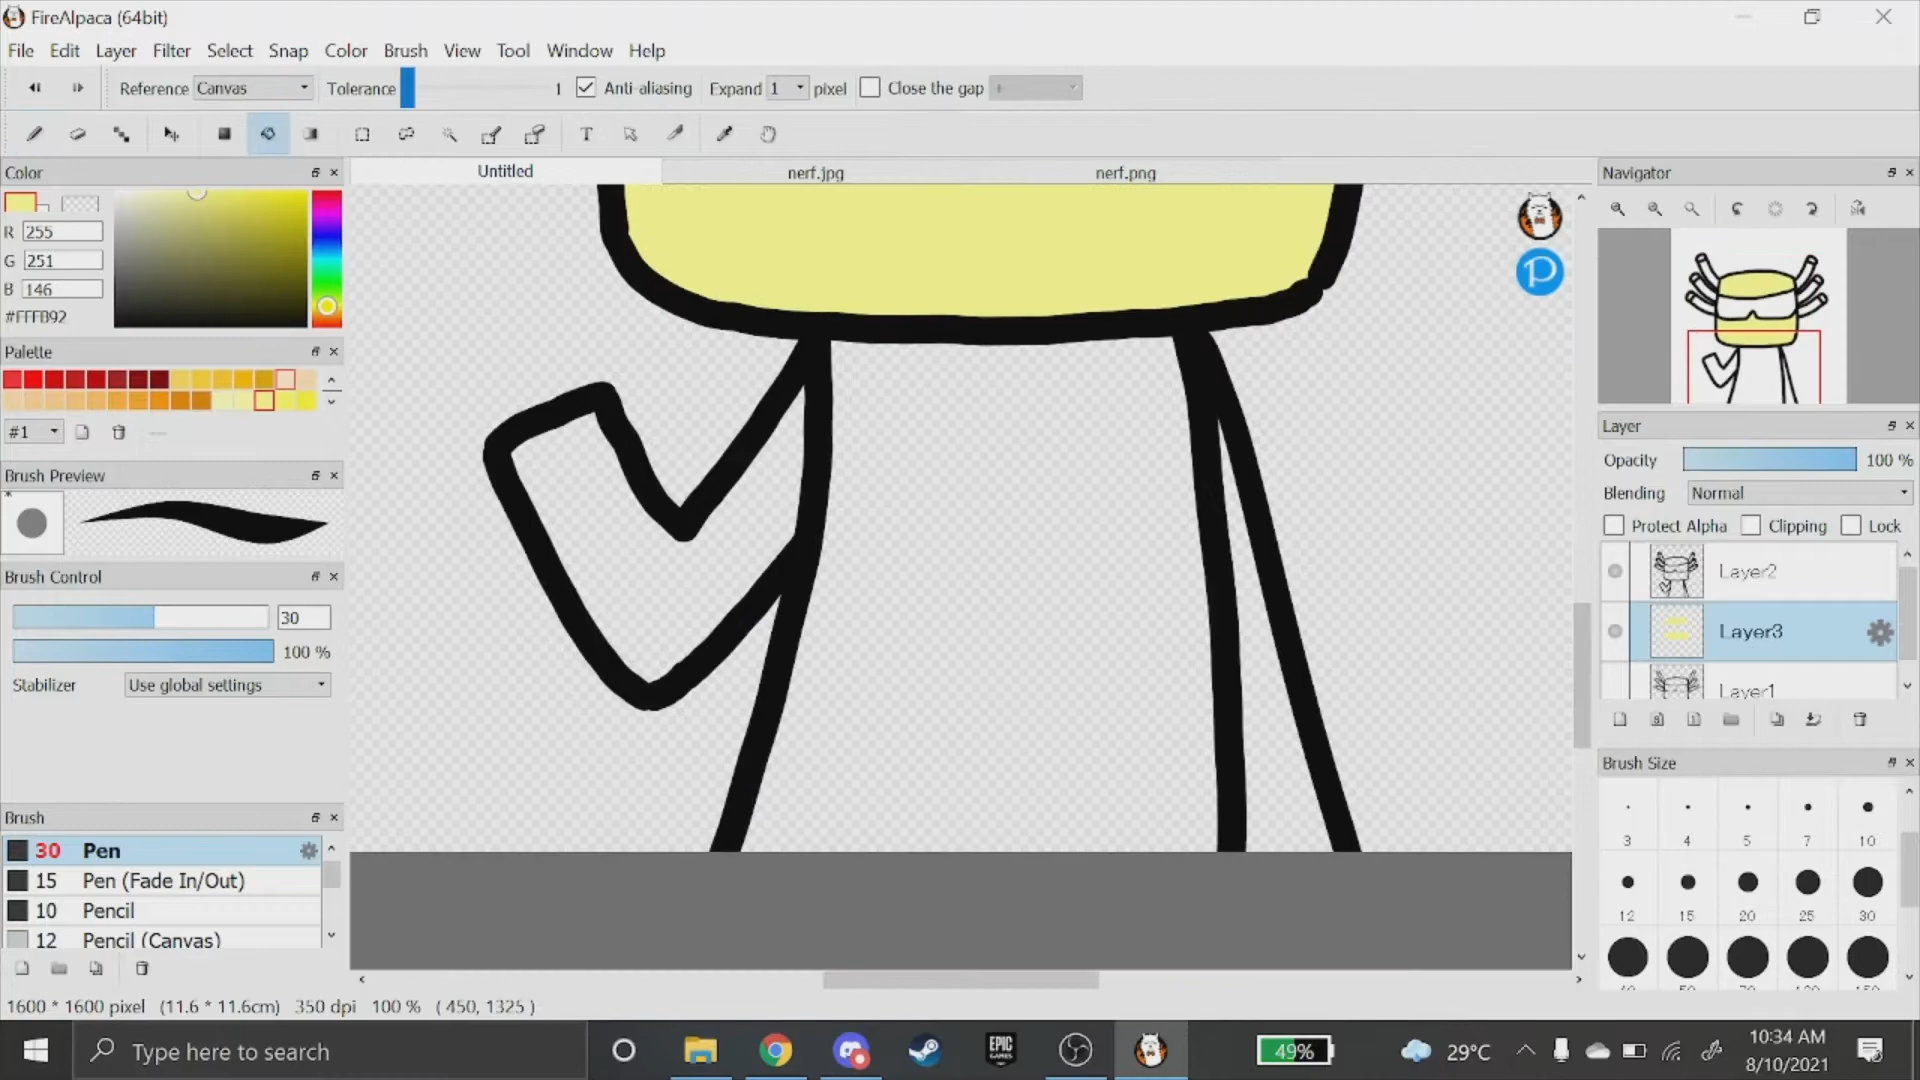 FireAlpaca (64bit)
File Edit Layer Filter Select Snap Color Brush View Tool Window Help
Reference Canvas Tolerance 1 Anti-aliasing Expand 1 pixel Close the gap
T
Color Untitled nerf.jpg nerf.png Navigator
R 255
G 251
B 146
#FFFB92
Palette
#1
Layer
Opacity 100 %
Blending Normal
Protect Alpha Clipping Lock
Layer2
Layer3
Layer1
Brush Preview
Brush Control
30
100 %
Stabilizer Use global settings
Brush Size
3 4 5 7 10
12 15 20 25 30
Brush
30 Pen
15 Pen (Fade In/Out)
10 Pencil
12 Pencil (Canvas)
1600 * 1600 pixel (11.6 * 11.6cm) 350 dpi 100 % ( 450, 1325 )
Type here to search
EPIC
GAMES
49%
29°C
10:34 AM
8/10/2021